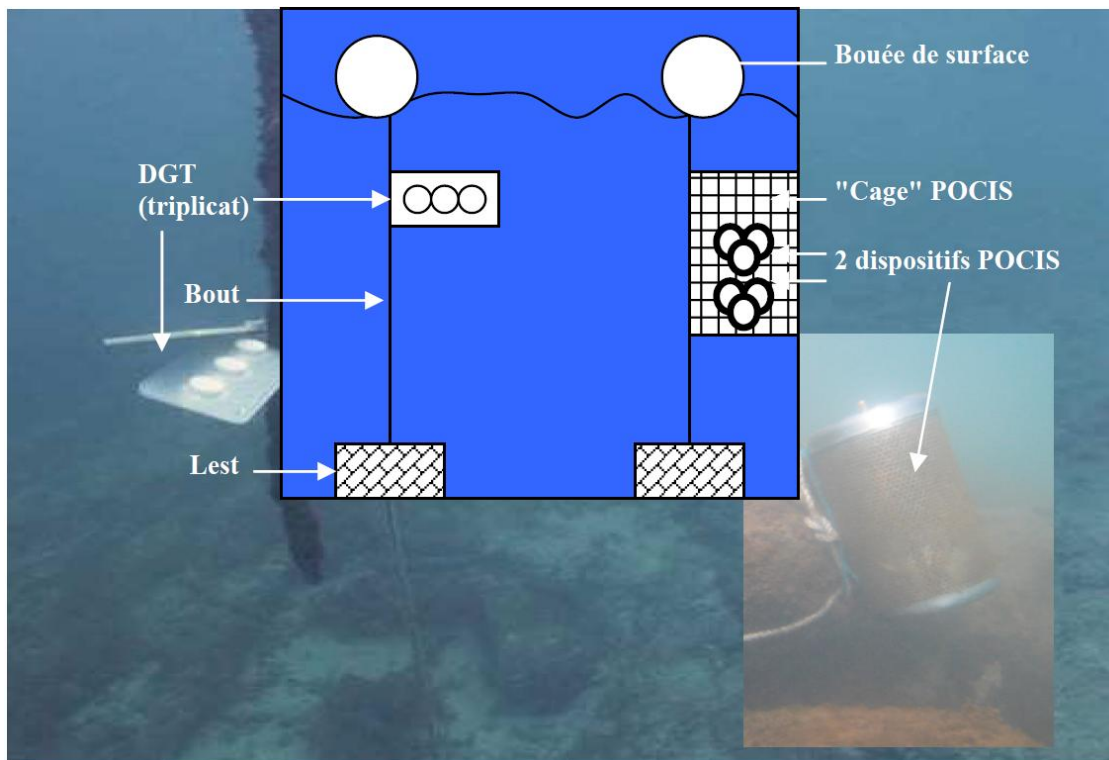 Bouée de surface
DGT
(triplicat)
"Cage" POCIS
2 dispositifs POCIS
Bout
Lest